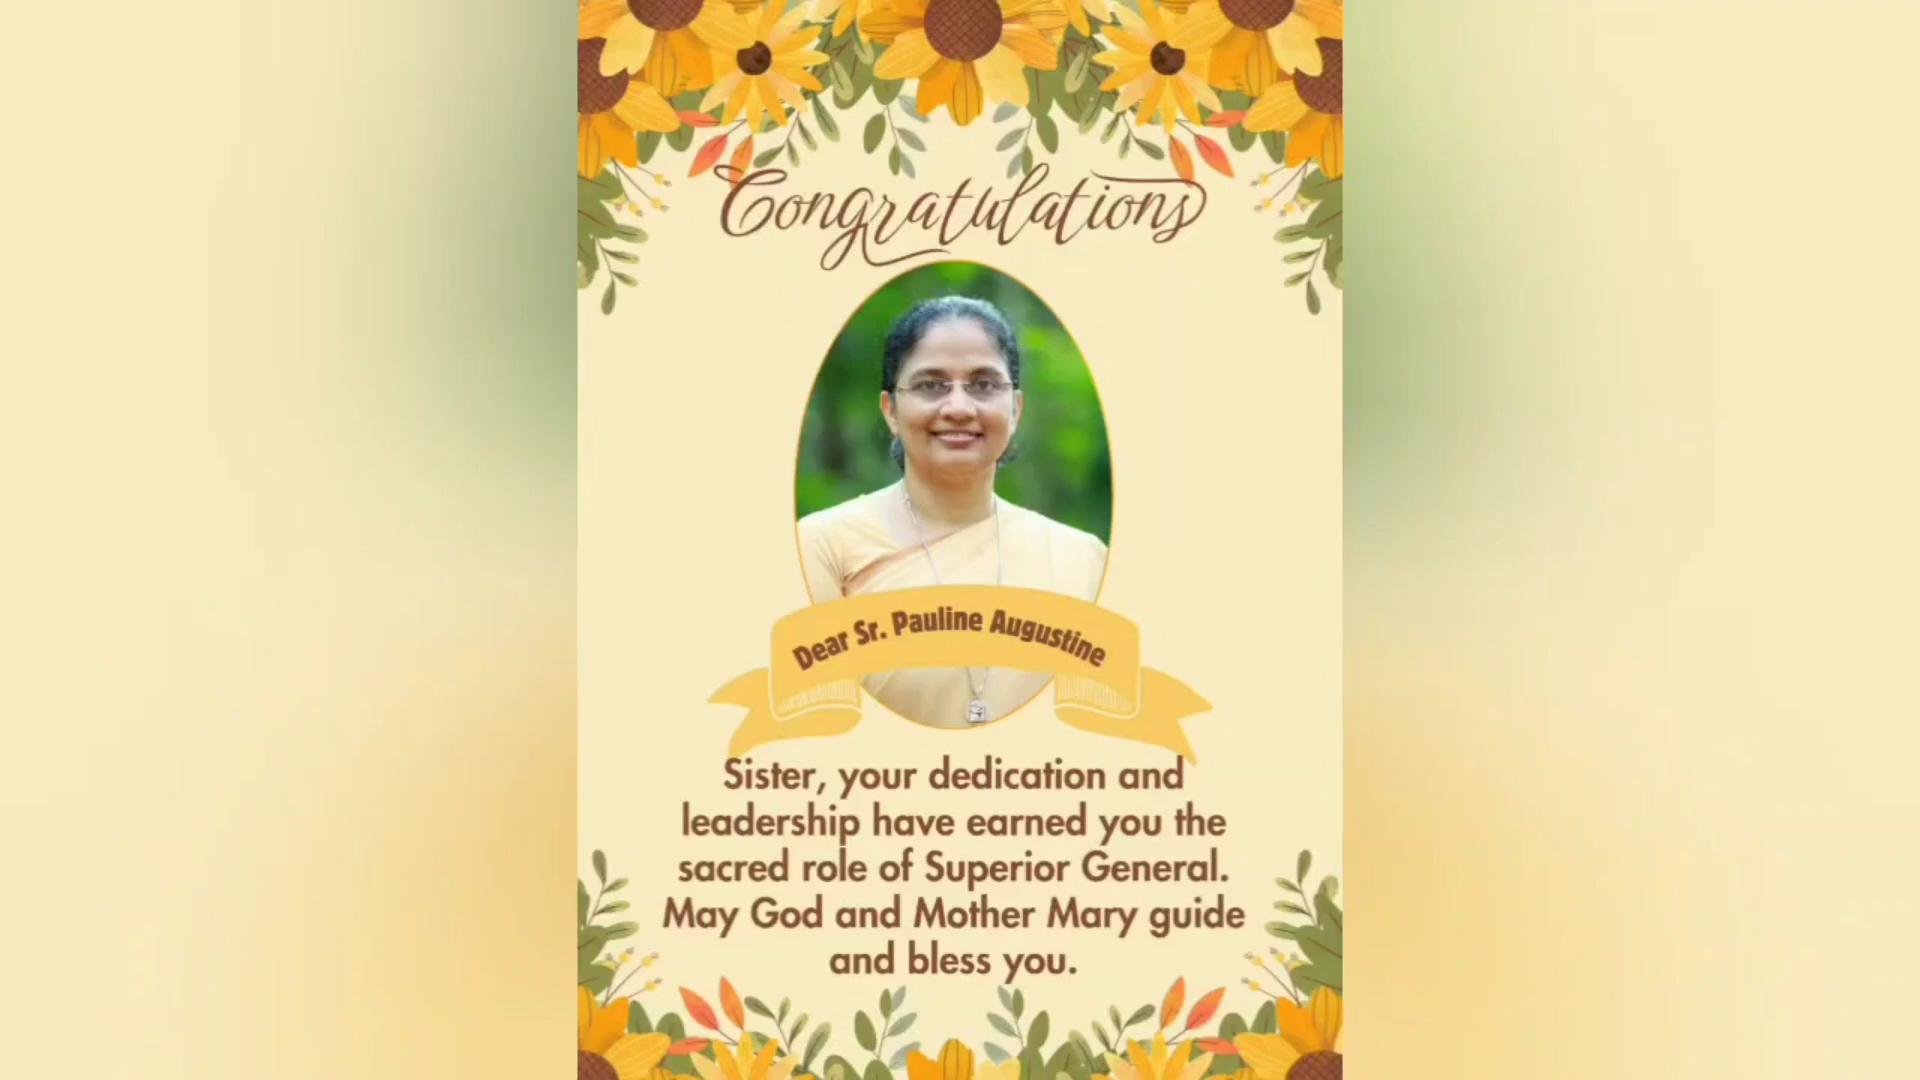 Congratulations
Dear Sr. Pauline Augustine
Sister, your dedication and
leadership have earned you the
sacred role of Superior General.
May God and Mother Mary guide
and bless you.